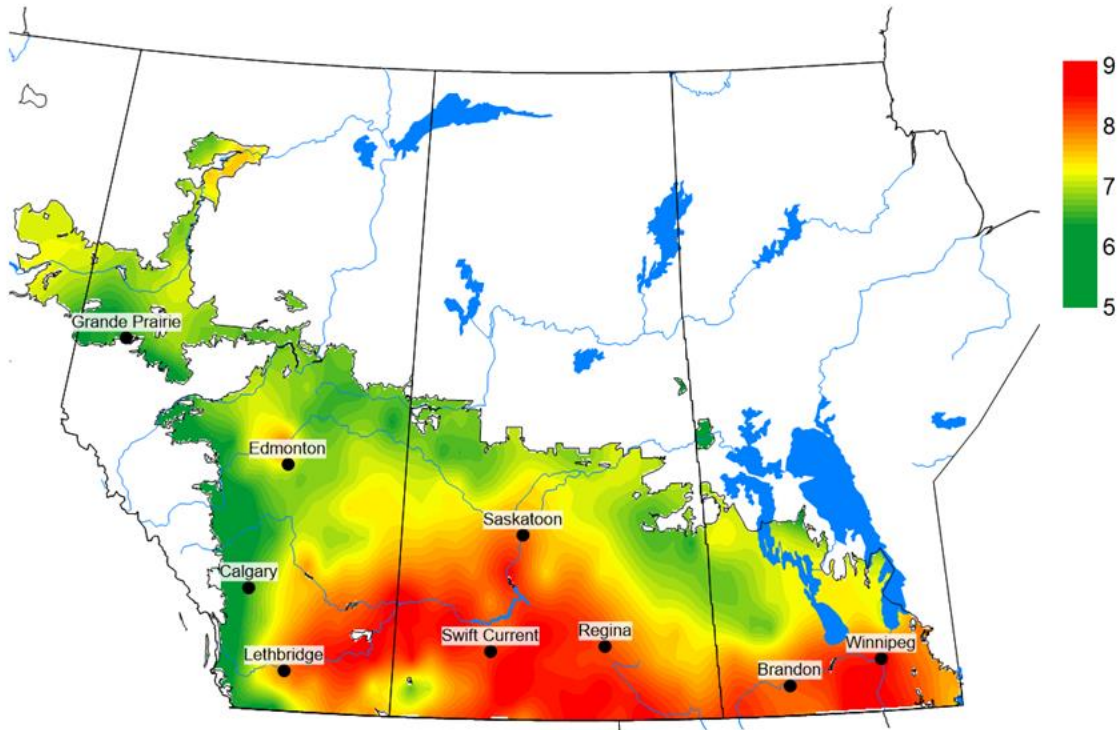 9
8
7
6
5
Grande Prairie
Edmonton
Saskatoon
Calgary
Swift Current
Regina
Lethbridge
Winnipeg
Brandon